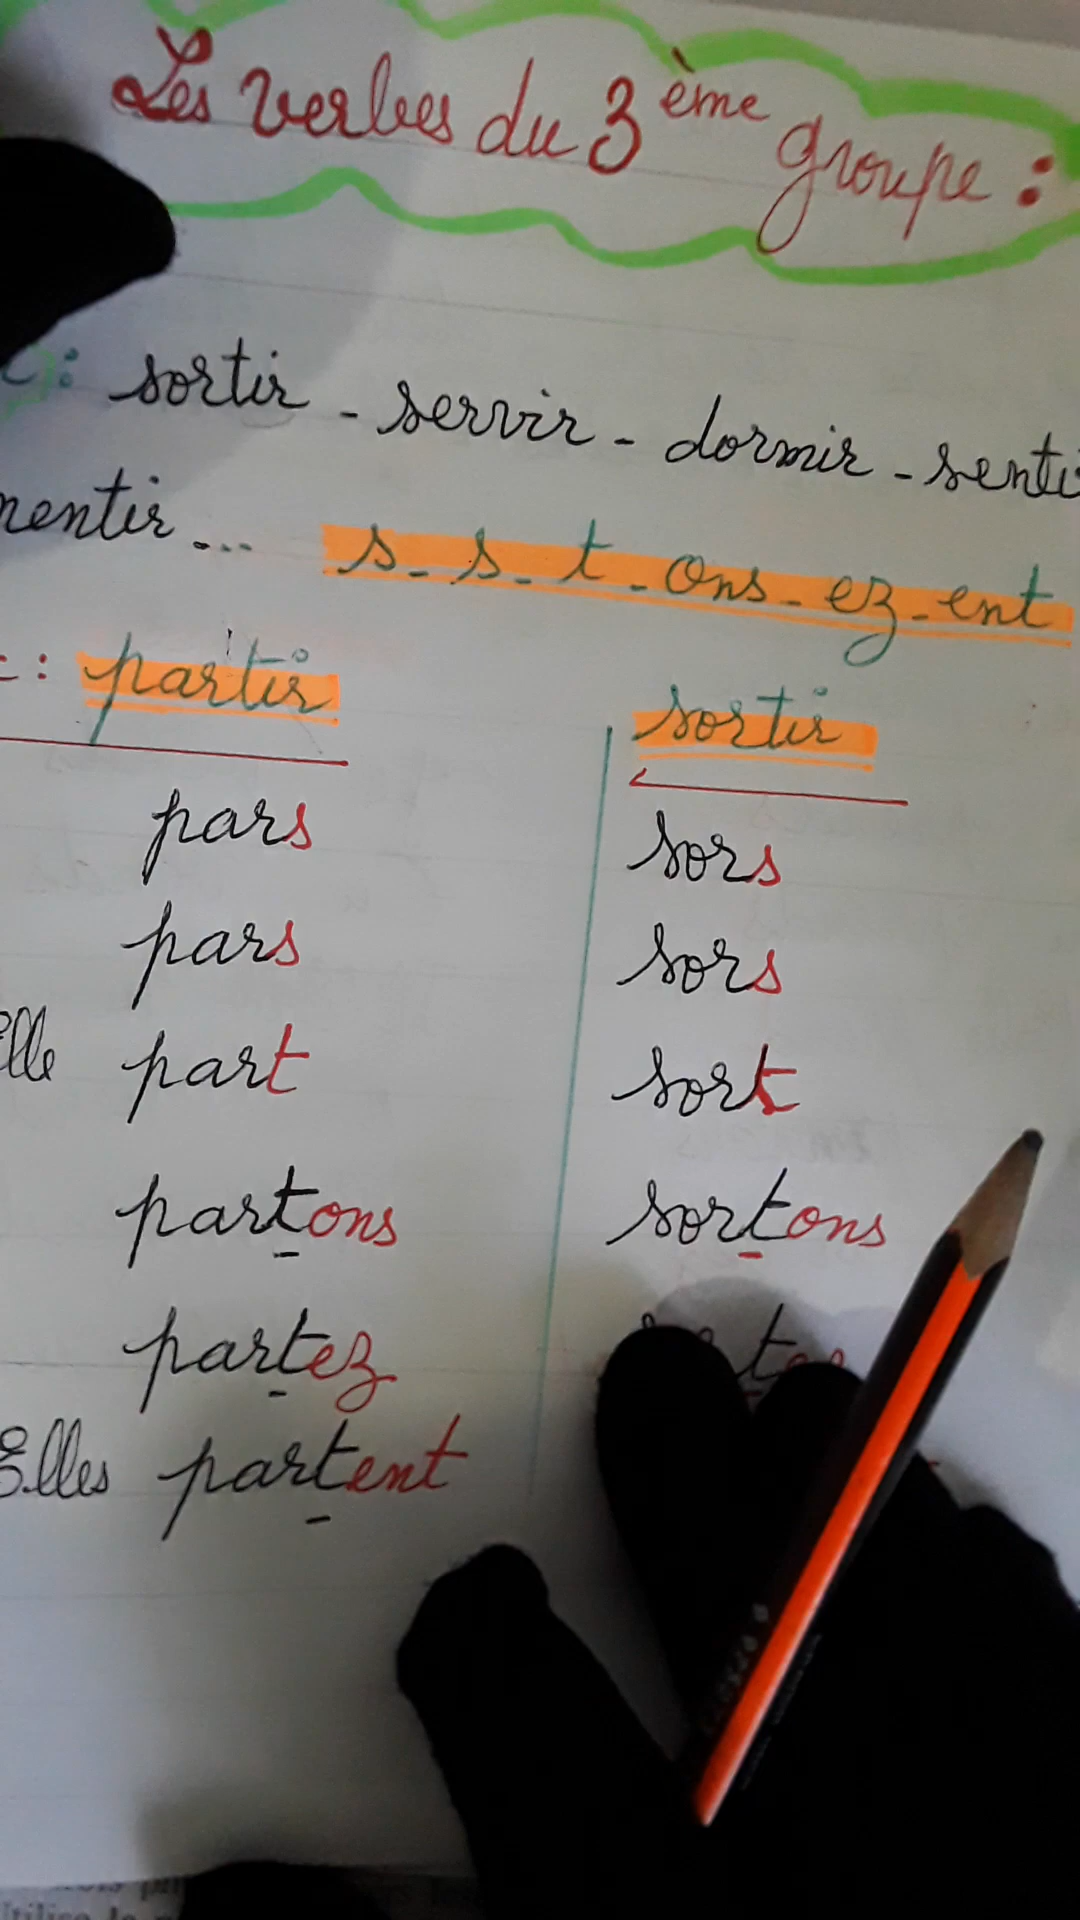 Les verbes du 3ème groupe :
: sortir - servir - dormir - senti
mentir ... s - s - t - ons - ez - ent
: partir sortir
pars sors
pars sors
Elle part sort
partons sortons
partez
Elles partent